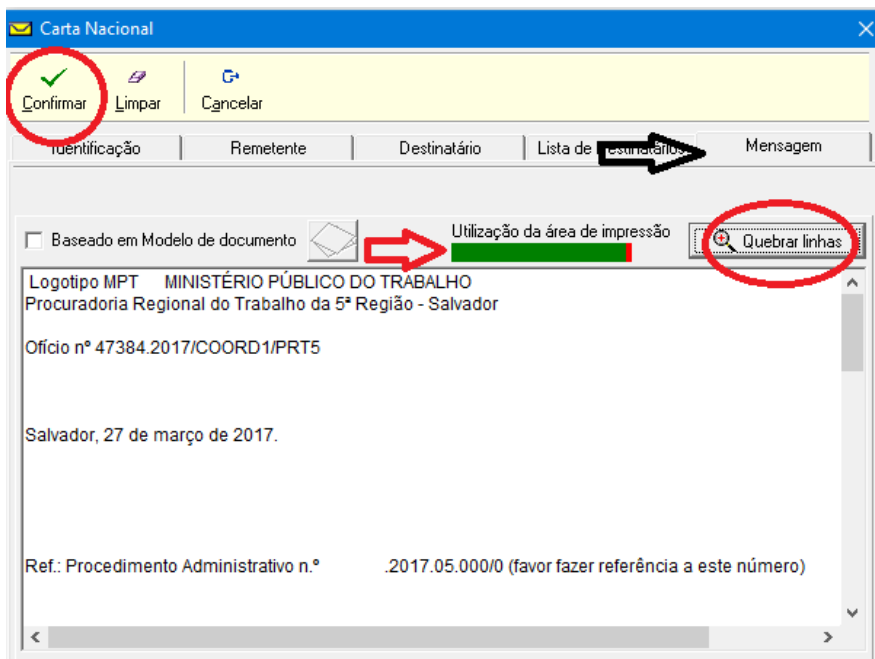 Carta Nacional
Confirmar Limpar Cancelar
Identificação Remetente Destinatário Lista de Destinatários Mensagem
Baseado em Modelo de documento Utilização da área de impressão Quebrar linhas
Logotipo MPT MINISTÉRIO PÚBLICO DO TRABALHO
Procuradoria Regional do Trabalho da 5ª Região - Salvador
Ofício nº 47384.2017/COORD1/PRT5
Salvador, 27 de março de 2017.
Ref.: Procedimento Administrativo n.º .2017.05.000/0 (favor fazer referência a este número)